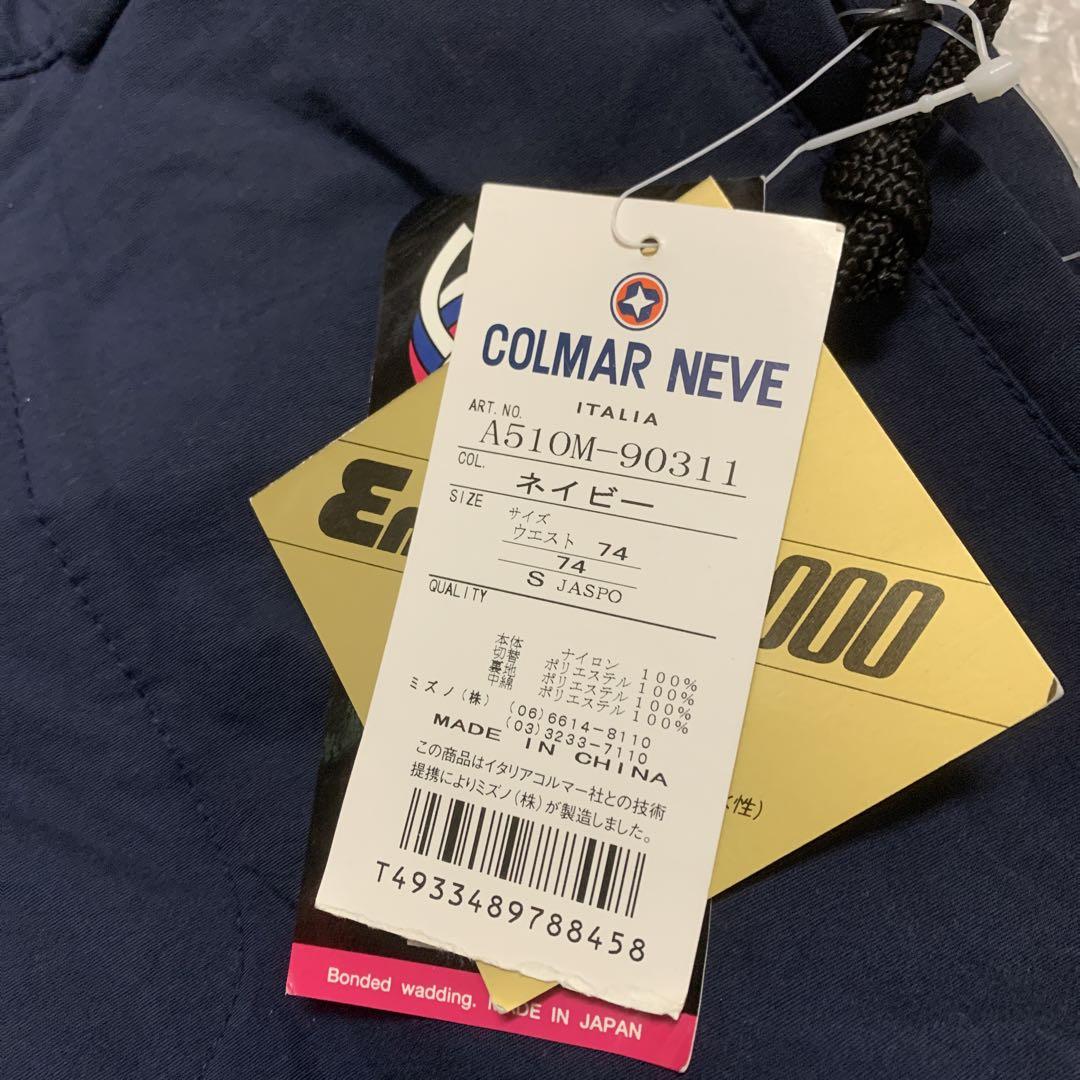 COLMAR NEVE
ITALIA
ART. NO.
A510M-90311
COL.
ネイビー
SIZE
サイズ
ウエスト 74
74
S JASPO
QUALITY
本体 ナイロン 100%
切替 ポリエステル 100%
裏地 ポリエステル 100%
中綿 ポリエステル 100%
ミズノ(株) (06)6614-8110
(03)3233-7110
MADE IN CHINA
この商品はイタリアコルマー社との技術
提携によりミズノ(株)が製造しました。
T4933489788458
000
性)
Bonded wadding. MADE IN JAPAN